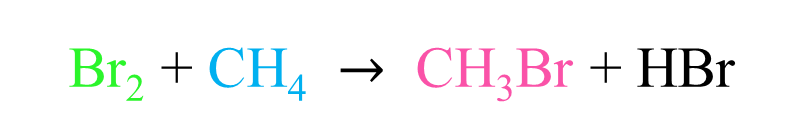 Br₂ + CH₄ → CH₃Br + HBr